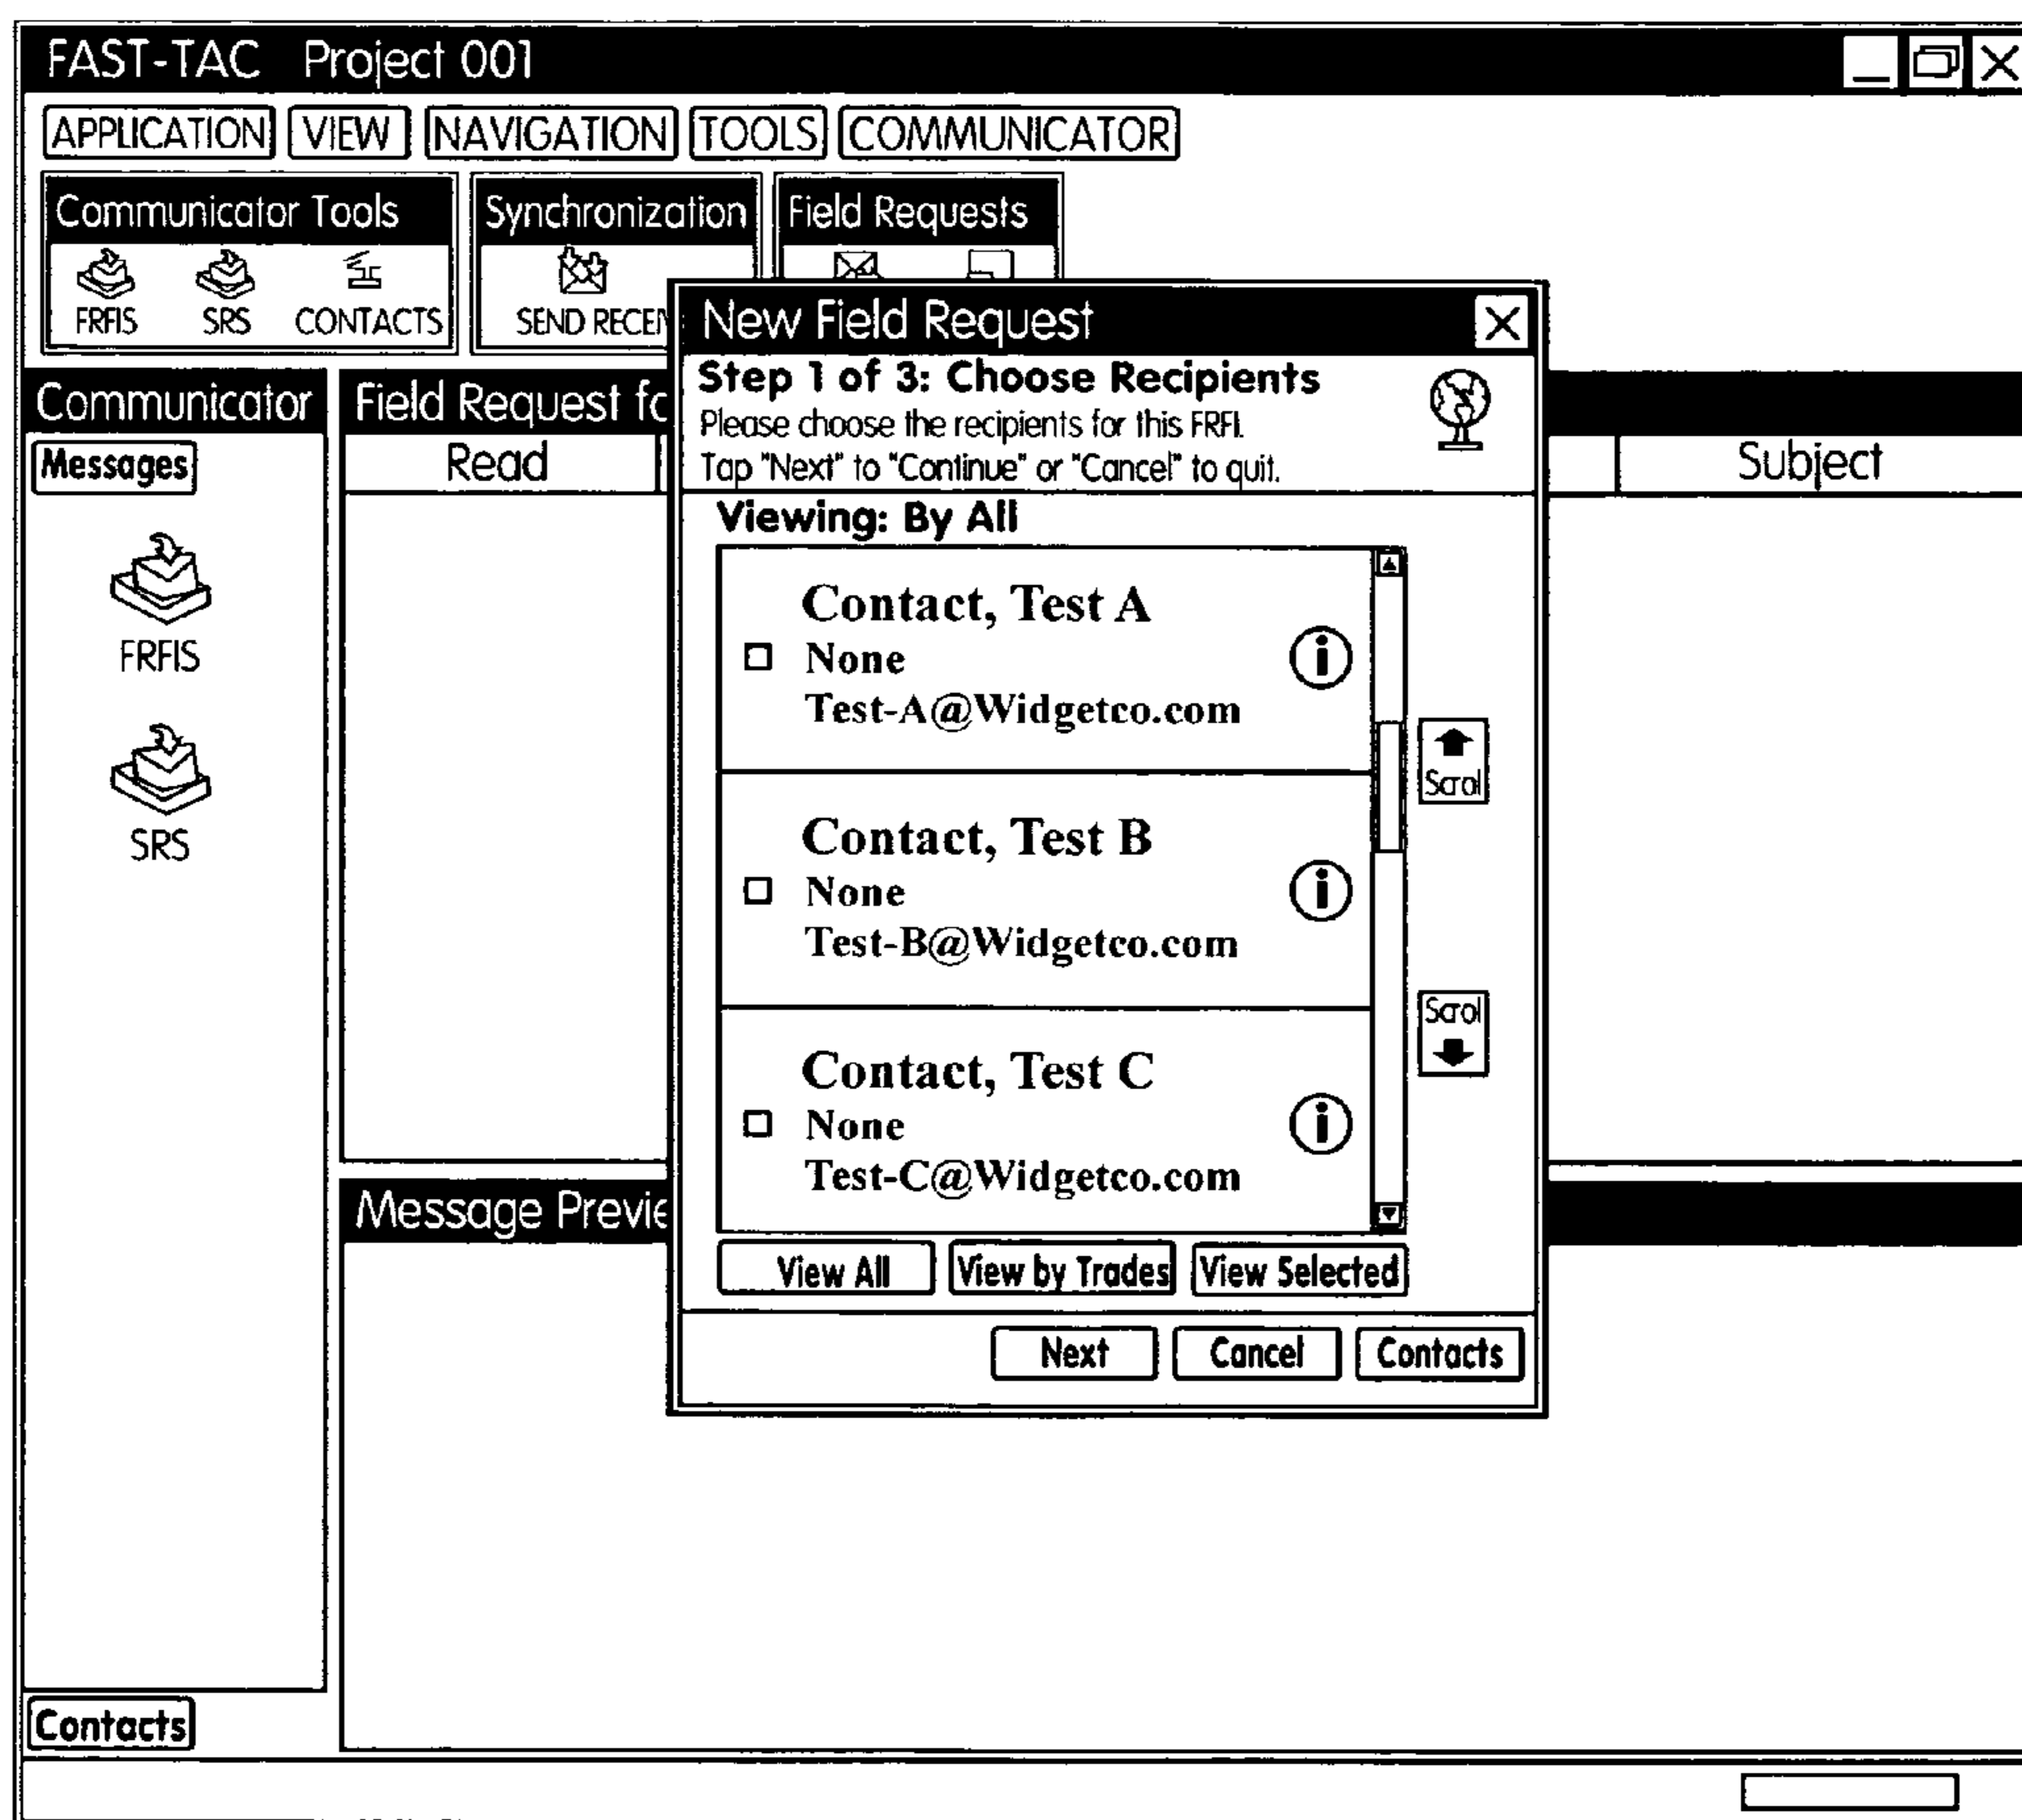 FAST-TAC Project 001
APPLICATION VIEW NAVIGATION TOOLS COMMUNICATOR
Communicator Tools Synchronization Field Requests
FRFIS SRS CONTACTS SEND RECEI
New Field Request
Step 1 of 3: Choose Recipients
Please choose the recipients for this FRFI.
Tap "Next" to "Continue" or "Cancel" to quit.
Communicator Field Request fo
Messages Read Subject
Viewing: By All
Contact, Test A
None
Test-A@Widgetco.com
Scrol
Contact, Test B
None
Test-B@Widgetco.com
Scrol
Contact, Test C
None
Test-C@Widgetco.com
FRFIS
SRS
Message Previe
View All View by Trades View Selected
Next Cancel Contacts
Contacts